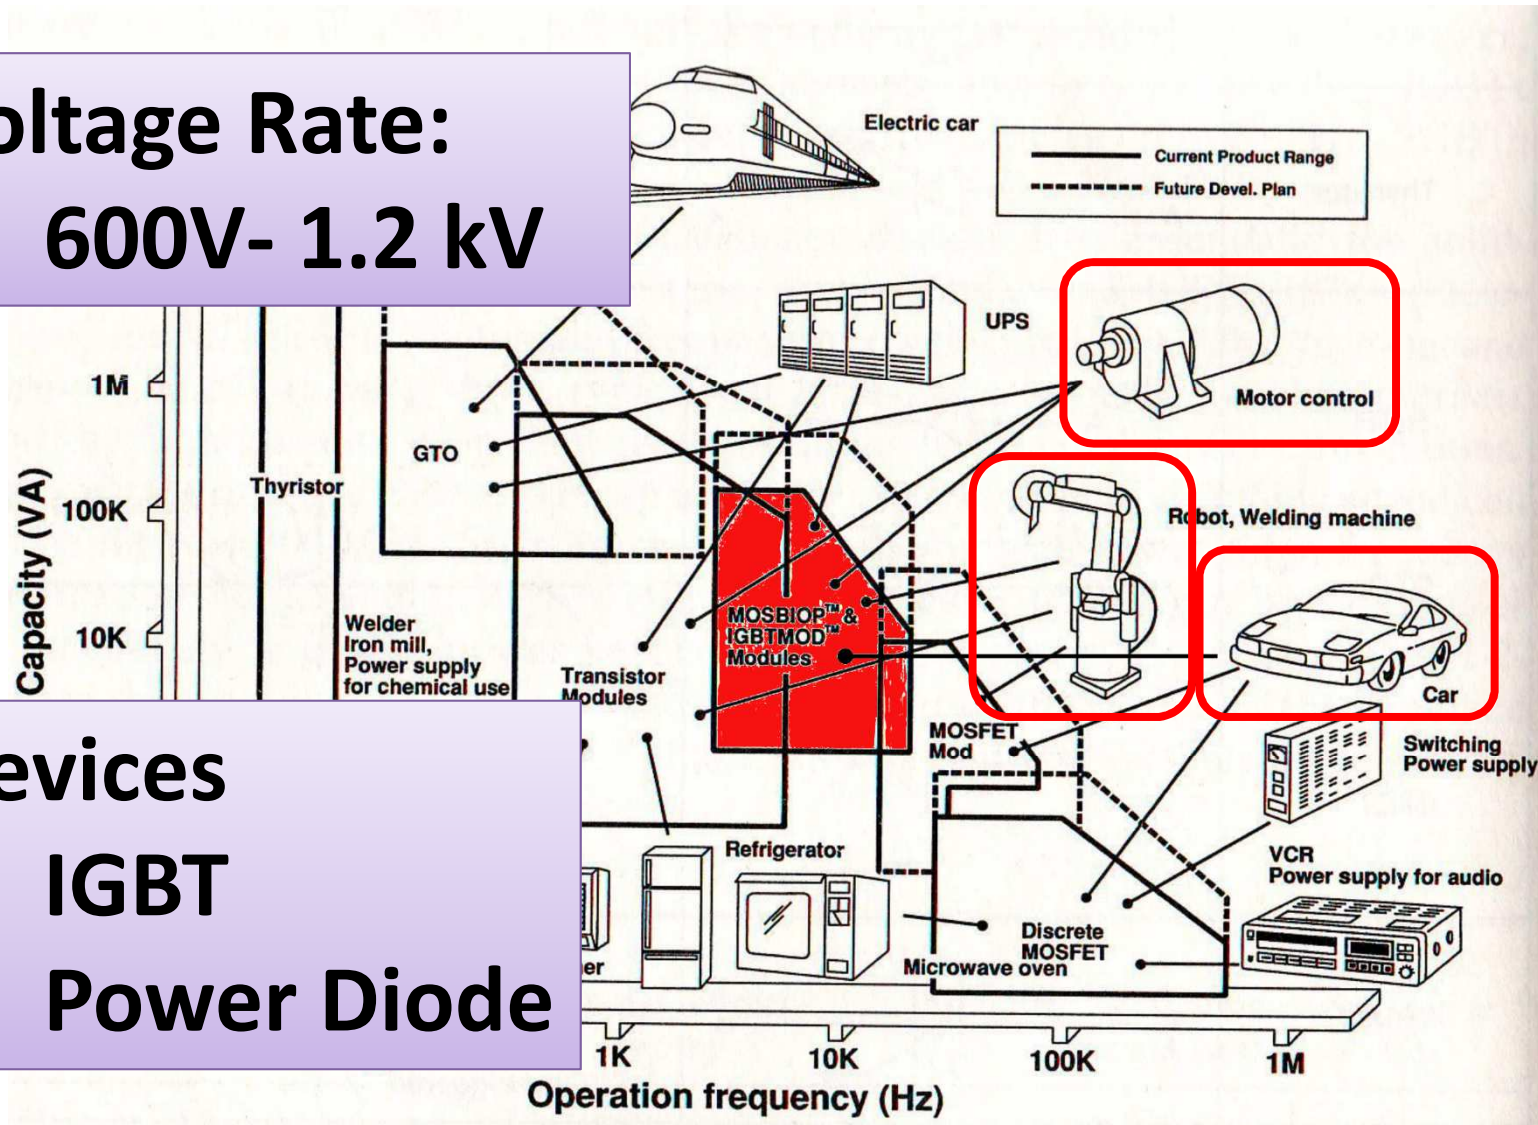 oltage Rate:
600V- 1.2 kV
Electric car
Current Product Range
Future Devel. Plan
UPS
Motor control
1M
GTO
Thyristor
100K
Robot, Welding machine
Capacity (VA)
MOSBIOP™ &
IGBTMOD™
Modules
10K
Welder
Iron mill,
Power supply
for chemical use
Transistor
Modules
Car
MOSFET
Mod
Switching
Power supply
evices
IGBT
Power Diode
Refrigerator
VCR
Power supply for audio
Discrete
MOSFET
Microwave oven
ner
1K
10K
100K
1M
Operation frequency (Hz)